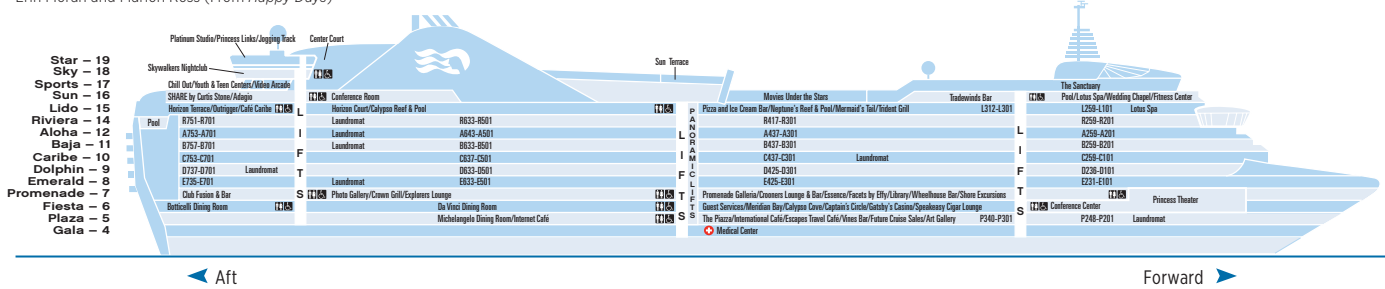 Erin Moran and Marion Ross (From Happy Days)
Platinum Studio/Princess Links/Jogging Track
Center Court
Star – 19
Sky – 18
Skywalkers Nightclub
Sun Terrace
Sports – 17
Chill Out/Youth & Teen Centers/Video Arcade
The Sanctuary
Sun – 16
SHARE by Curtis Stone/Adagio
Conference Room
Movies Under the Stars
Tradewinds Bar
Pool/Lotus Spa/Wedding Chapel/Fitness Center
Lido – 15
Horizon Terrace/Outrigger/Café Caribe
Horizon Court/Calypso Reef & Pool
Pizza and Ice Cream Bar/Neptune's Reef & Pool/Mermaid's Tail/Trident Grill
L312-L301
L259-L101
Lotus Spa
Riviera – 14
Pool
R751-R701
Laundromat
R633-R501
R417-R301
R259-R201
Aloha – 12
A753-A701
Laundromat
A643-A501
A437-A301
A259-A201
Baja – 11
B757-B701
Laundromat
B633-B501
B437-B301
B259-B201
Caribe – 10
C753-C701
C637-C501
C437-C301
Laundromat
C259-C101
Dolphin – 9
D737-D701
Laundromat
D633-D501
D425-D301
D236-D101
Emerald – 8
E735-E701
Laundromat
E633-E501
E425-E301
E231-E101
Promenade – 7
Club Fusion & Bar
Photo Gallery/Crown Grill/Explorers Lounge
Promenade Galleria/Crooners Lounge & Bar/Essence/Facets by Effy/Library/Wheelhouse Bar/Shore Excursions
Princess Theater
Fiesta – 6
Botticelli Dining Room
Da Vinci Dining Room
Guest Services/Meridian Bay/Calypso Cove/Captain's Circle/Gatsby's Casino/Speakeasy Cigar Lounge
Conference Center
Plaza – 5
Michelangelo Dining Room/Internet Café
The Piazza/International Café/Escapes Travel Café/Vines Bar/Future Cruise Sales/Art Gallery
P340-P301
P248-P201
Laundromat
Gala – 4
Medical Center
LIFTS
LIFTS
PANORAMIC LIFTS
LIFTS
Aft
Forward